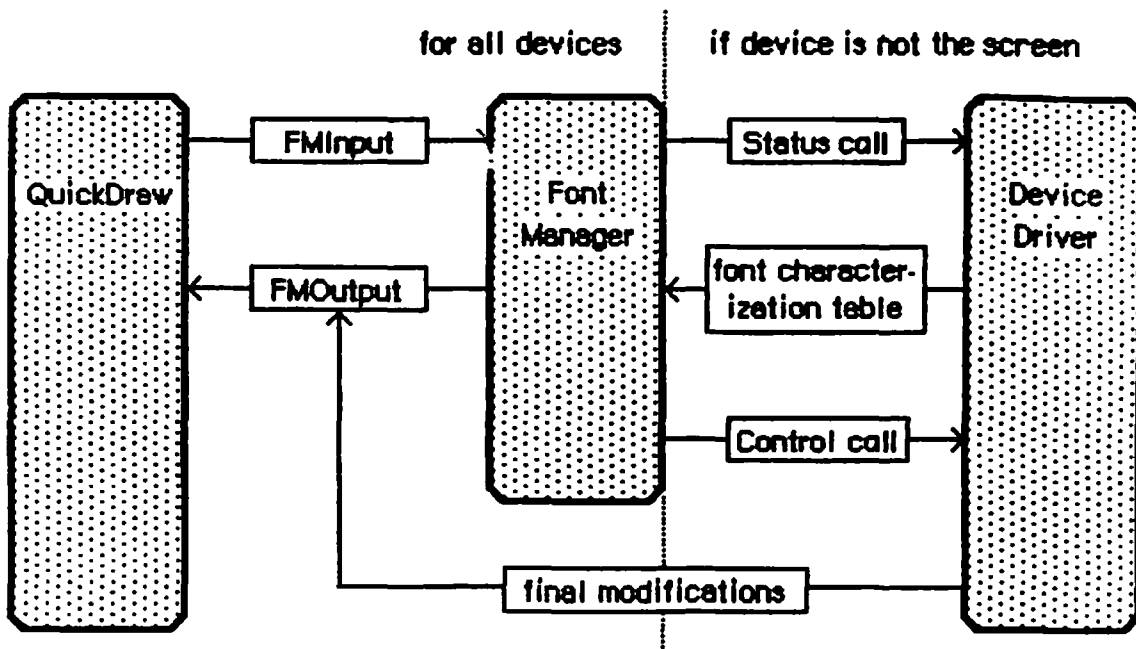 for all devices
if device is not the screen
FMInput
Status call
QuickDraw
Font
Manager
Device
Driver
FMOutput
font character-
ization table
Control call
final modifications